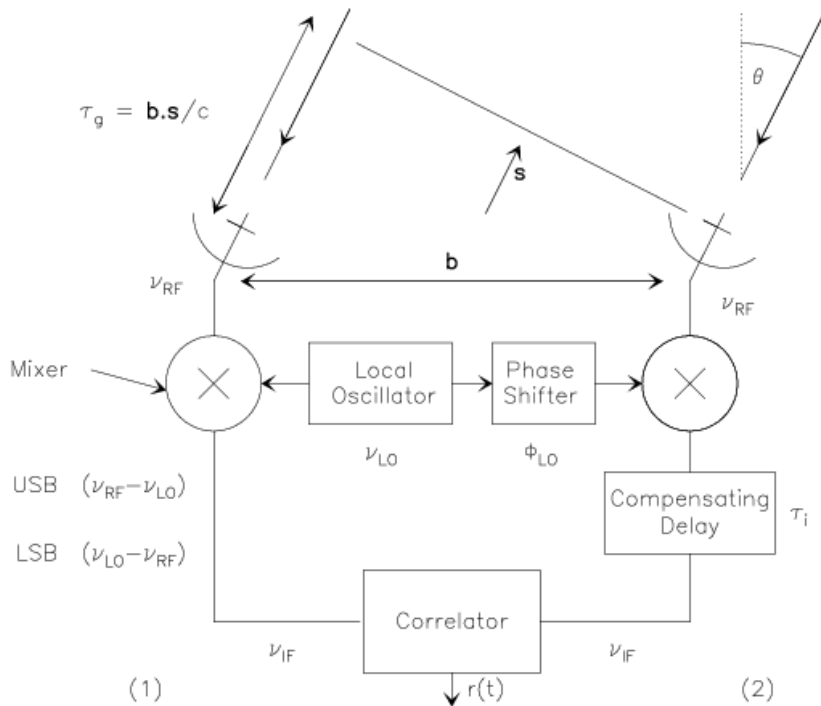 θ
τg = b.s/c
s
b
νRF
νRF
Mixer
Local
Oscillator
Phase
Shifter
νLO
ΦLO
USB (νRF−νLO)
Compensating
Delay
τi
LSB (νLO−νRF)
Correlator
νIF
νIF
(1)
r(t)
(2)